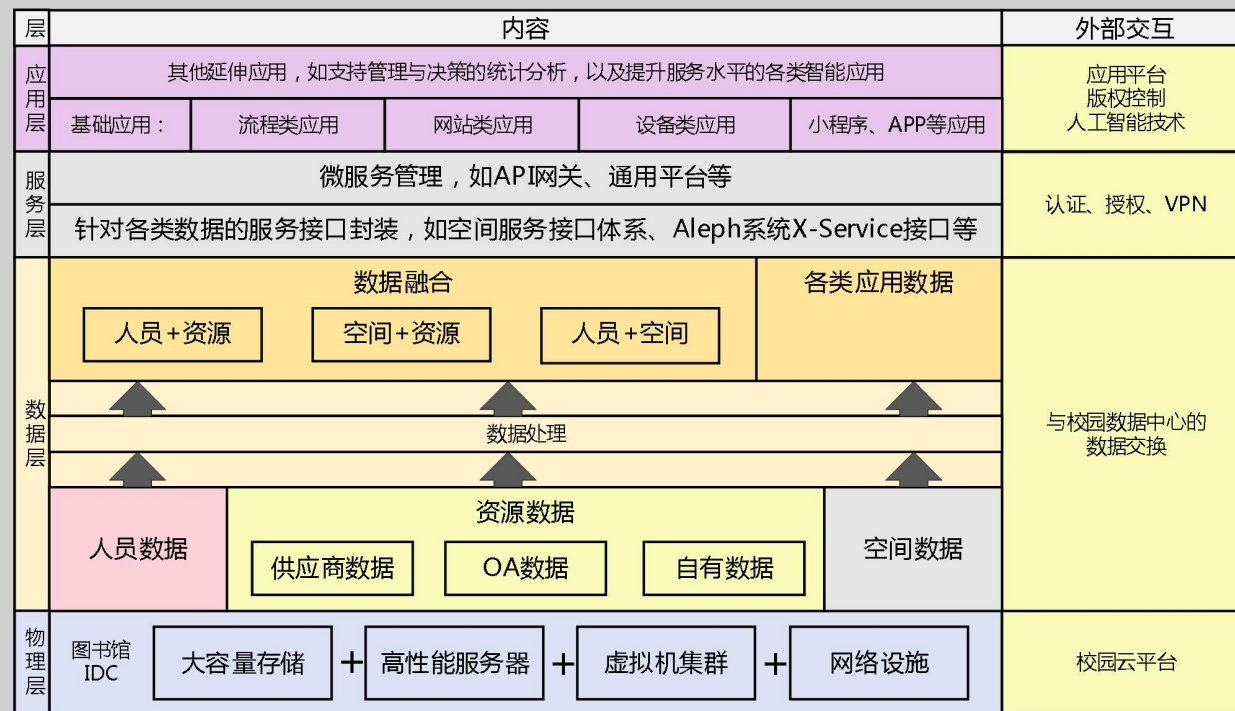 层
内容
外部交互
应用层
其他延伸应用，如支持管理与决策的统计分析，以及提升服务水平的各类智能应用
基础应用：
流程类应用
网站类应用
设备类应用
小程序、APP等应用
应用平台
版权控制
人工智能技术
服务层
微服务管理，如API网关、通用平台等
针对各类数据的服务接口封装，如空间服务接口体系、Aleph系统X-Service接口等
认证、授权、VPN
数据层
数据融合
人员+资源
空间+资源
人员+空间
各类应用数据
数据处理
人员数据
资源数据
供应商数据
OA数据
自有数据
空间数据
与校园数据中心的
数据交换
物理层
图书馆
IDC
大容量存储
+
高性能服务器
+
虚拟机集群
+
网络设施
校园云平台